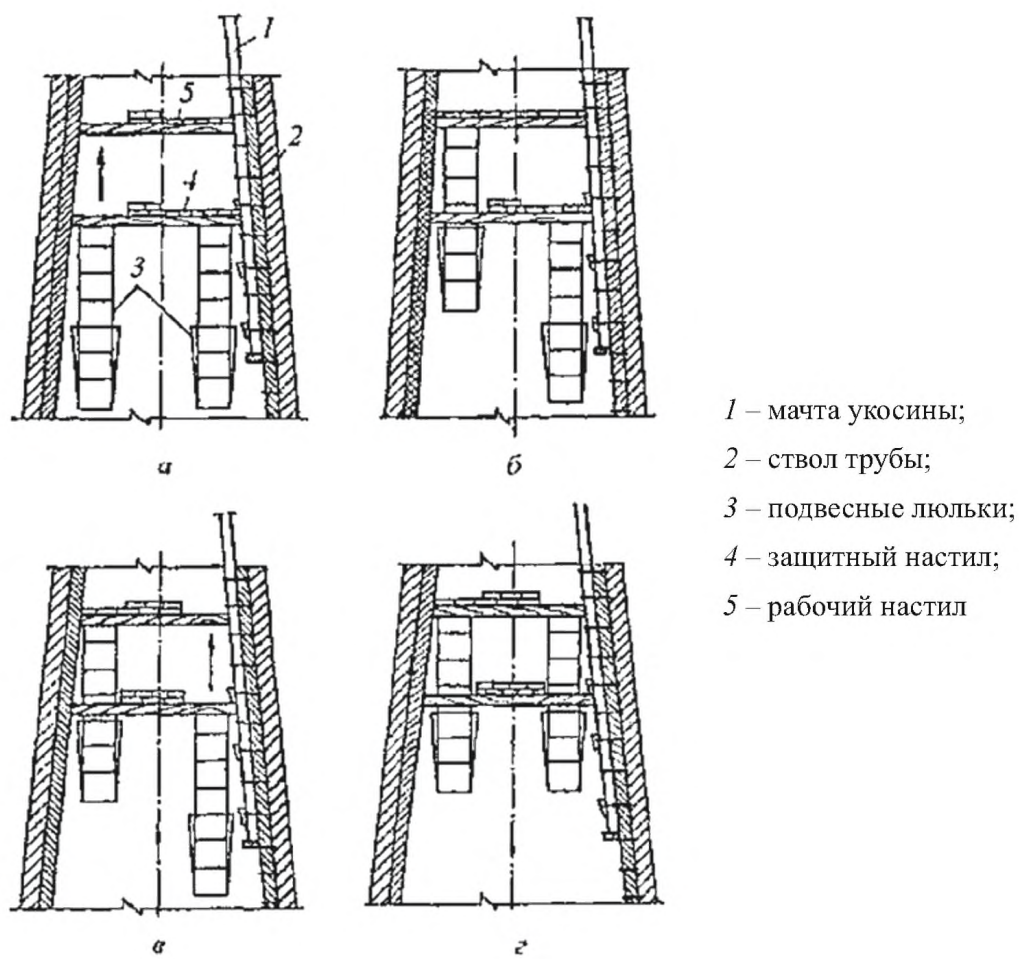 1
5
2
4
3
а
б
в
г
1 – мачта укосины;
2 – ствол трубы;
3 – подвесные люльки;
4 – защитный настил;
5 – рабочий настил